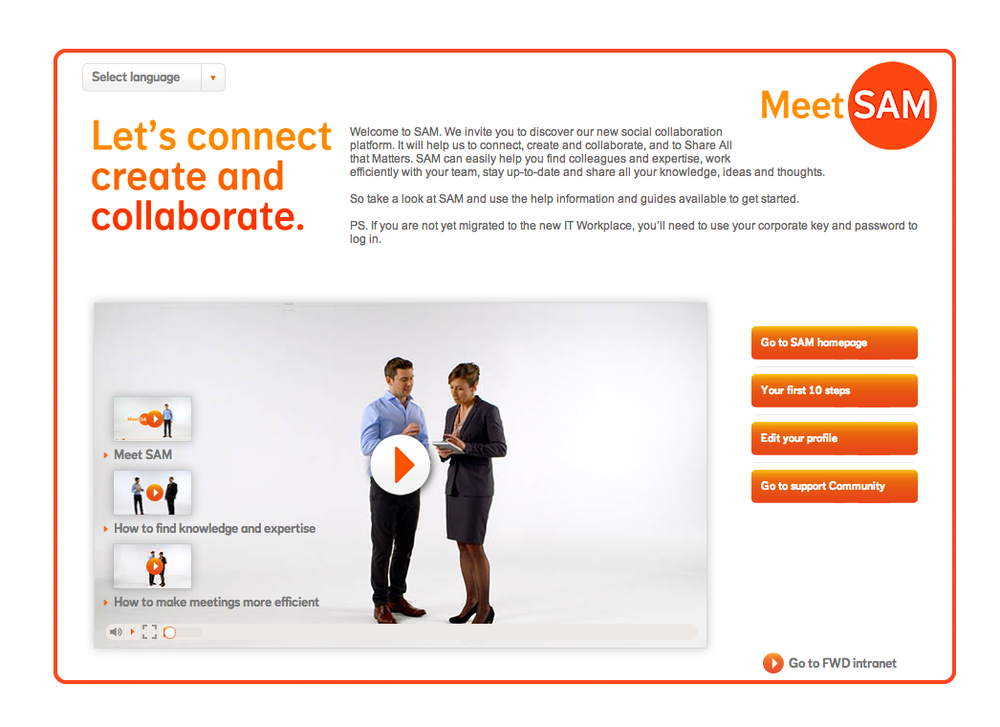 Select language
Meet SAM
Let's connect
create and
collaborate.
Welcome to SAM. We invite you to discover our new social collaboration
platform. It will help us to connect, create and collaborate, and to Share All
that Matters. SAM can easily help you find colleagues and expertise, work
efficiently with your team, stay up-to-date and share all your knowledge, ideas and thoughts.
So take a look at SAM and use the help information and guides available to get started.
PS. If you are not yet migrated to the new IT Workplace, you'll need to use your corporate key and password to
log in.
Meet SAM
How to find knowledge and expertise
How to make meetings more efficient
Go to SAM homepage
Your first 10 steps
Edit your profile
Go to support Community
Go to FWD intranet